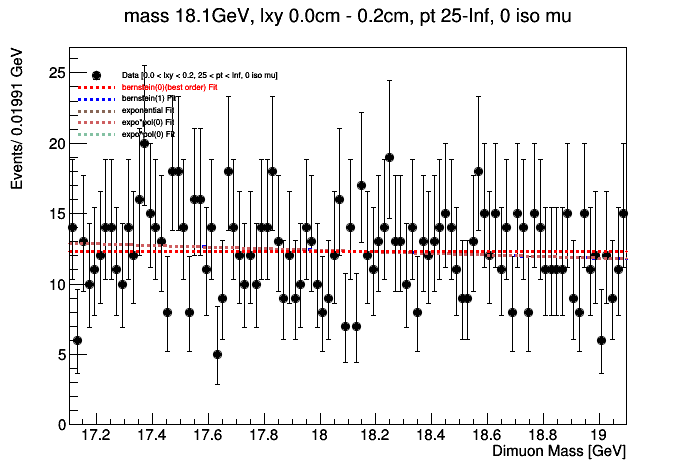 mass 18.1GeV, lxy 0.0cm - 0.2cm, pt 25-Inf, 0 iso mu
Events/ 0.01991 GeV
25
20
15
10
5
0
Data [0.0 < lxy < 0.2, 25 < pt < Inf, 0 iso mu]
bernstein(0)(best order) Fit
bernstein(1) Fit
exponential Fit
expo*pol(0) Fit
expo*pol(0) Fit
17.2 17.4 17.6 17.8 18 18.2 18.4 18.6 18.8 19
Dimuon Mass [GeV]